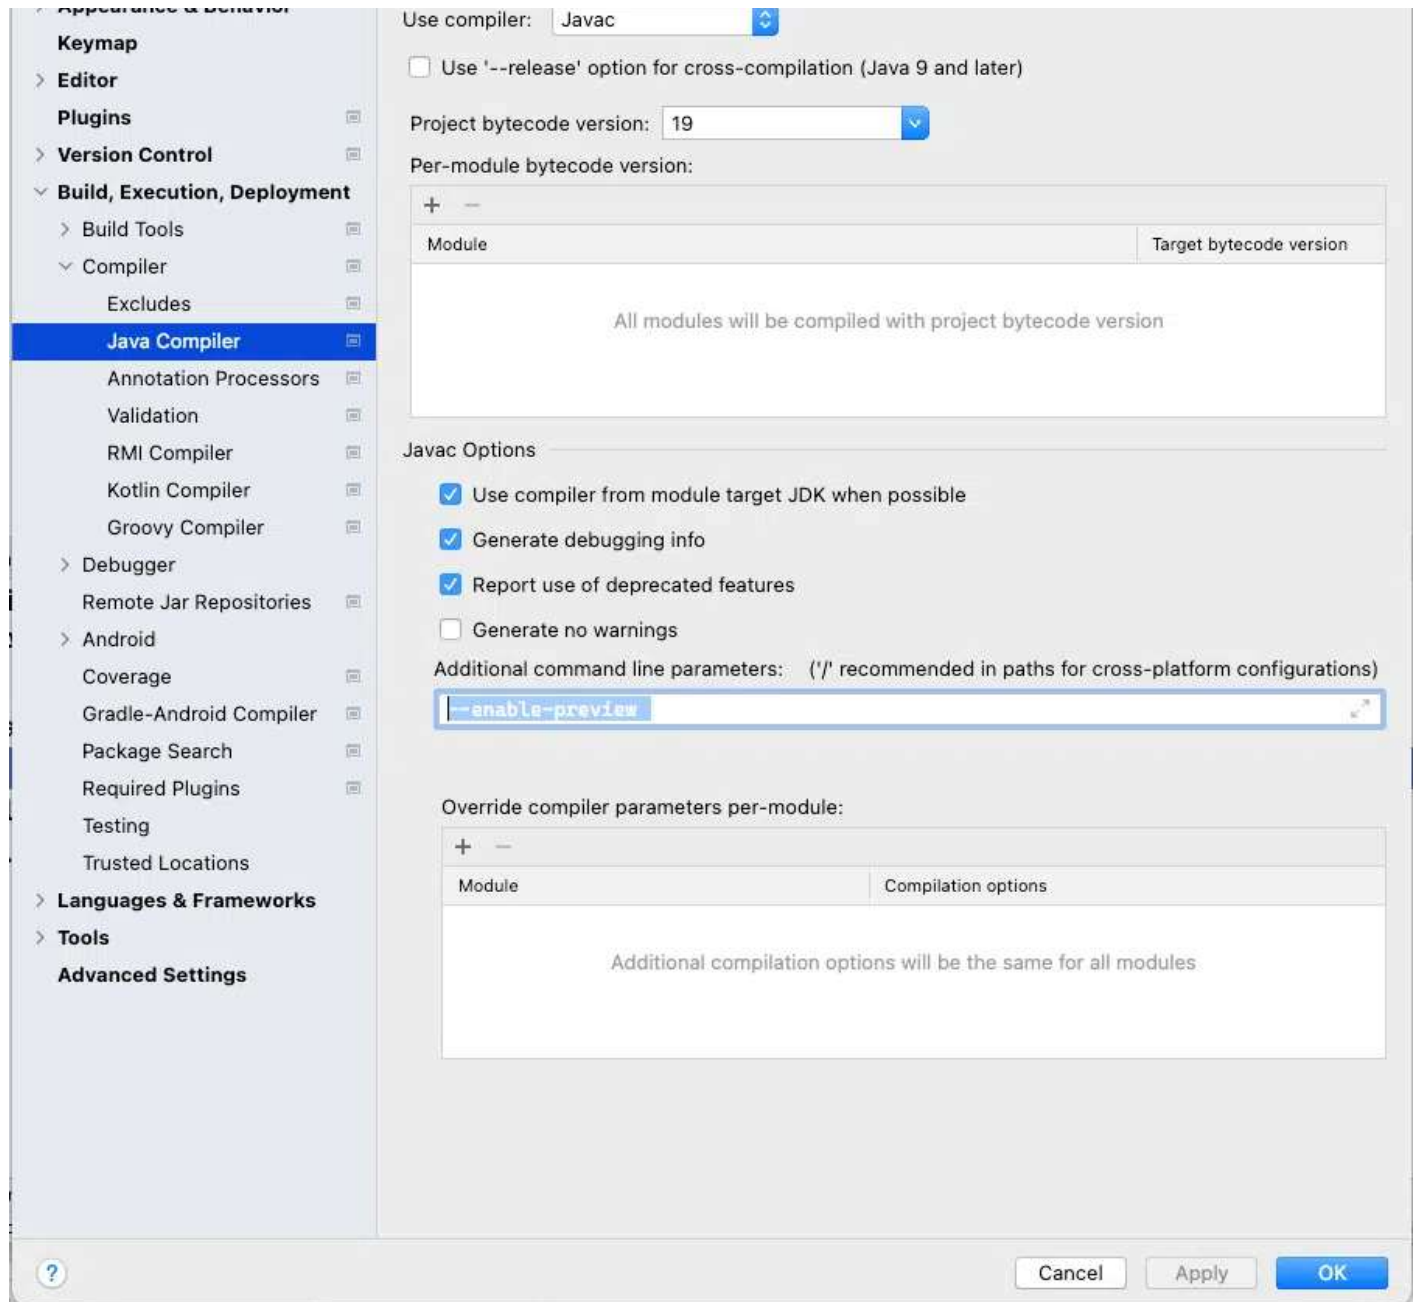 Appearance & Behavior
Keymap
Editor
Plugins
Version Control
Build, Execution, Deployment
Build Tools
Compiler
Excludes
Java Compiler
Annotation Processors
Validation
RMI Compiler
Kotlin Compiler
Groovy Compiler
Debugger
Remote Jar Repositories
Android
Coverage
Gradle-Android Compiler
Package Search
Required Plugins
Testing
Trusted Locations
Languages & Frameworks
Tools
Advanced Settings
Use compiler: Javac
Use '--release' option for cross-compilation (Java 9 and later)
Project bytecode version: 19
Per-module bytecode version:
+ −
Module Target bytecode version
All modules will be compiled with project bytecode version
Javac Options
Use compiler from module target JDK when possible
Generate debugging info
Report use of deprecated features
Generate no warnings
Additional command line parameters: ('/' recommended in paths for cross-platform configurations)
--enable-preview
Override compiler parameters per-module:
+ −
Module Compilation options
Additional compilation options will be the same for all modules
? Cancel Apply OK